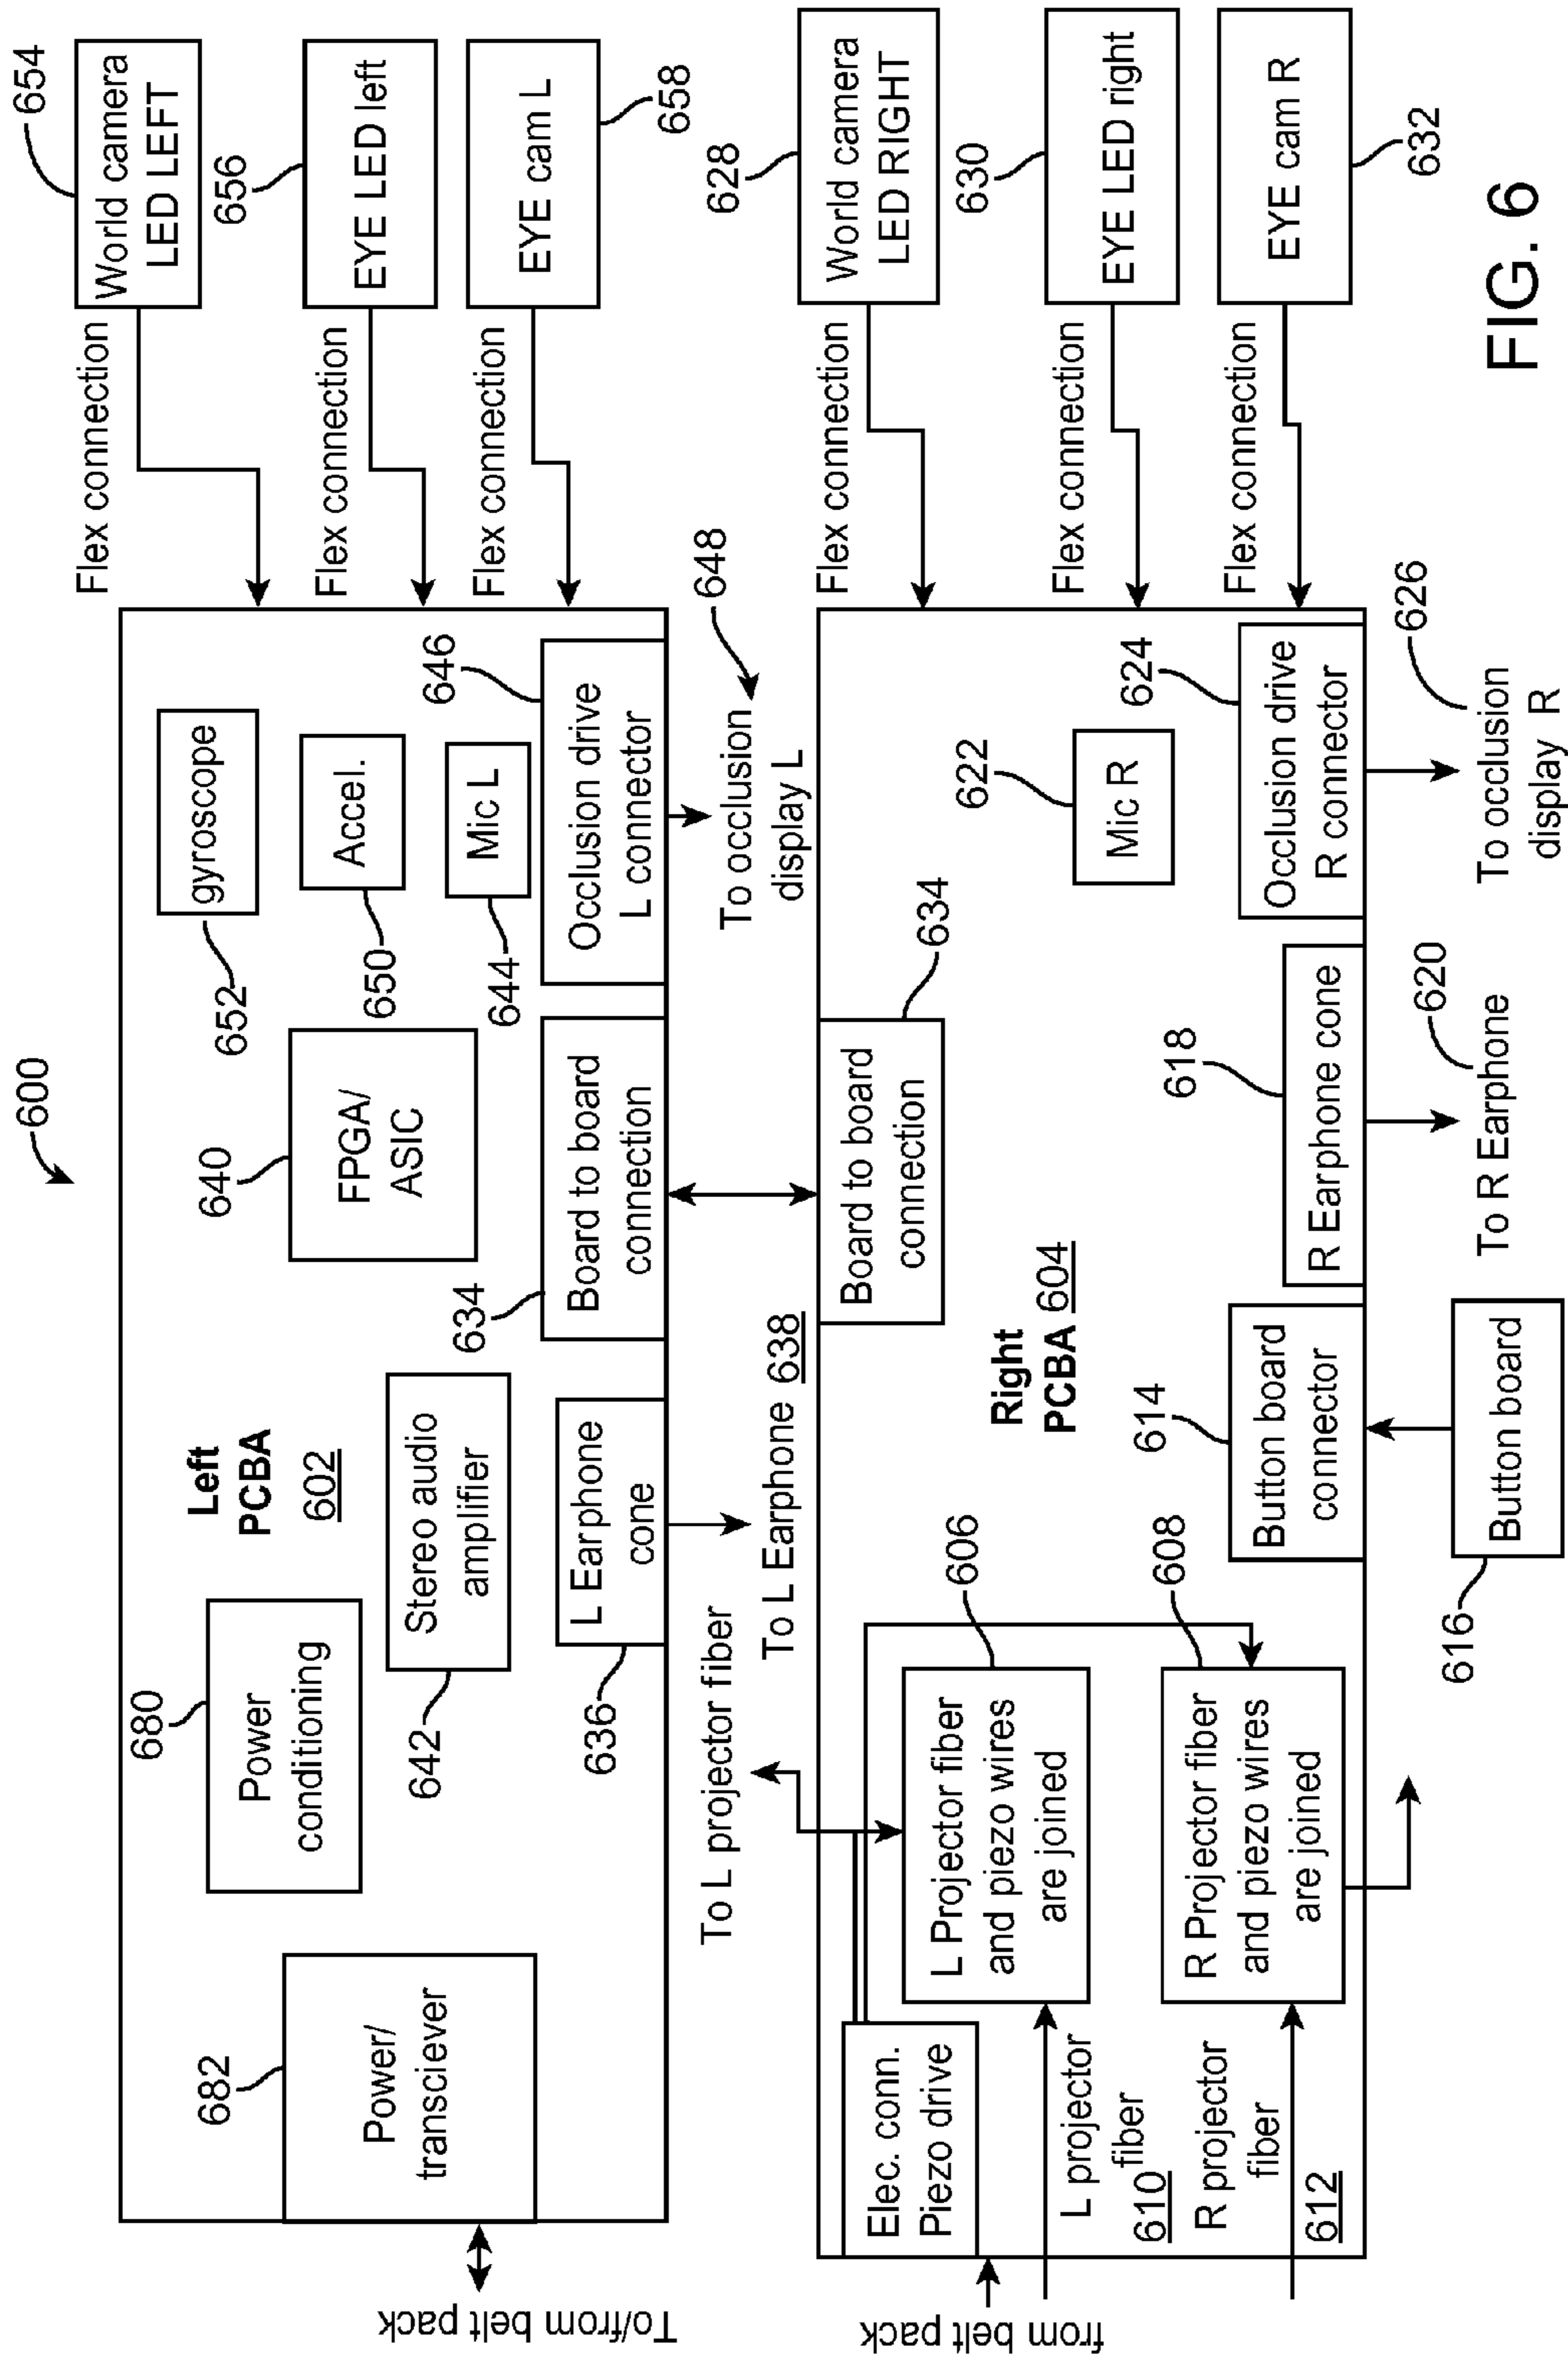 600
To/from belt pack
682
Power/
transciever
680
Power
conditioning
Left
PCBA
602
642
Stereo audio
amplifier
636
L Earphone
cone
640
FPGA/
ASIC
634
Board to board
connection
652
gyroscope
650
Accel.
644
Mic L
646
Occlusion drive
L connector
Flex connection
World camera
LED LEFT
654
Flex connection
EYE LED left
656
Flex connection
EYE cam L
658
To L projector fiber
To L Earphone 638
To occlusion
display L
648
from belt pack
Elec. conn.
Piezo drive
L projector
fiber
610
R projector
fiber
612
L Projector fiber
and piezo wires
are joined
606
R Projector fiber
and piezo wires
are joined
608
Right
PCBA 604
Board to board
connection
634
614
Button board
connector
616
Button board
618
R Earphone cone
To R Earphone
620
622
Mic R
624
Occlusion drive
R connector
To occlusion
display R
626
Flex connection
World camera
LED RIGHT
628
Flex connection
EYE LED right
630
Flex connection
EYE cam R
632
FIG. 6